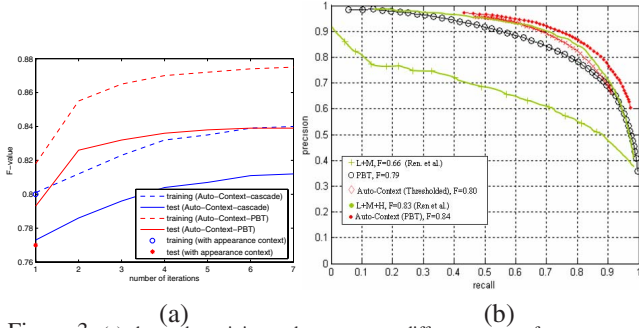 0.88
0.86
0.84
0.82
0.80
0.78
0.76
F-value
1 2 3 4 5 6 7
number of iterations
training (Auto-Context-cascade)
test (Auto-Context-cascade)
training (Auto-Context-PBT)
test (Auto-Context-PBT)
training (with appearance context)
test (with appearance context)
(a)
1
0.9
0.8
0.7
0.6
0.5
0.4
0.3
0.2
0.1
0
precision
0 0.1 0.2 0.3 0.4 0.5 0.6 0.7 0.8 0.9 1
recall
L+M, F=0.66 (Ren et al.)
PBT, F=0.79
Auto-Context (Thresholded), F=0.80
L+M+H, F=0.83 (Ren et al.)
Auto-Context (PBT), F=0.84
(b)